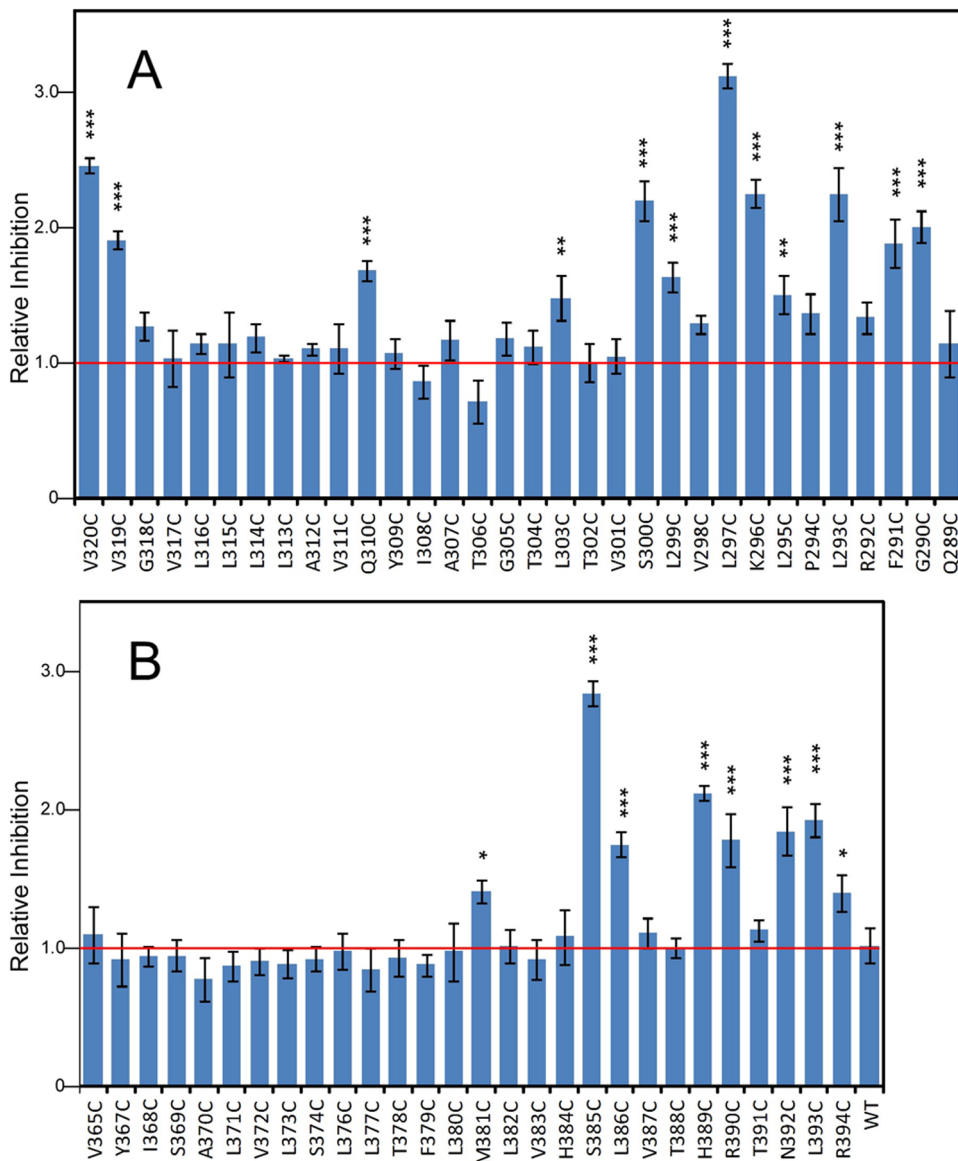 A
Relative Inhibition
3.0
2.0
1.0
0
*** *** *** ** *** *** *** *** ** *** *** ***
V320C V319C G318C V317C L316C L315C L314C L313C A312C V311C Q310C Y309C I308C A307C T306C G305C T304C L303C T302C V301C S300C L299C V298C L297C K296C L295C P294C L293C R292C F291C G290C Q289C
B
Relative Inhibition
3.0
2.0
1.0
0
* *** *** *** *** *** *** *
V365C Y367C I368C S369C A370C L371C V372C L373C S374C L376C L377C T378C F379C L380C M381C L382C V383C H384C S385C L386C V387C T388C H389C R390C T391C N392C L393C R394C WT